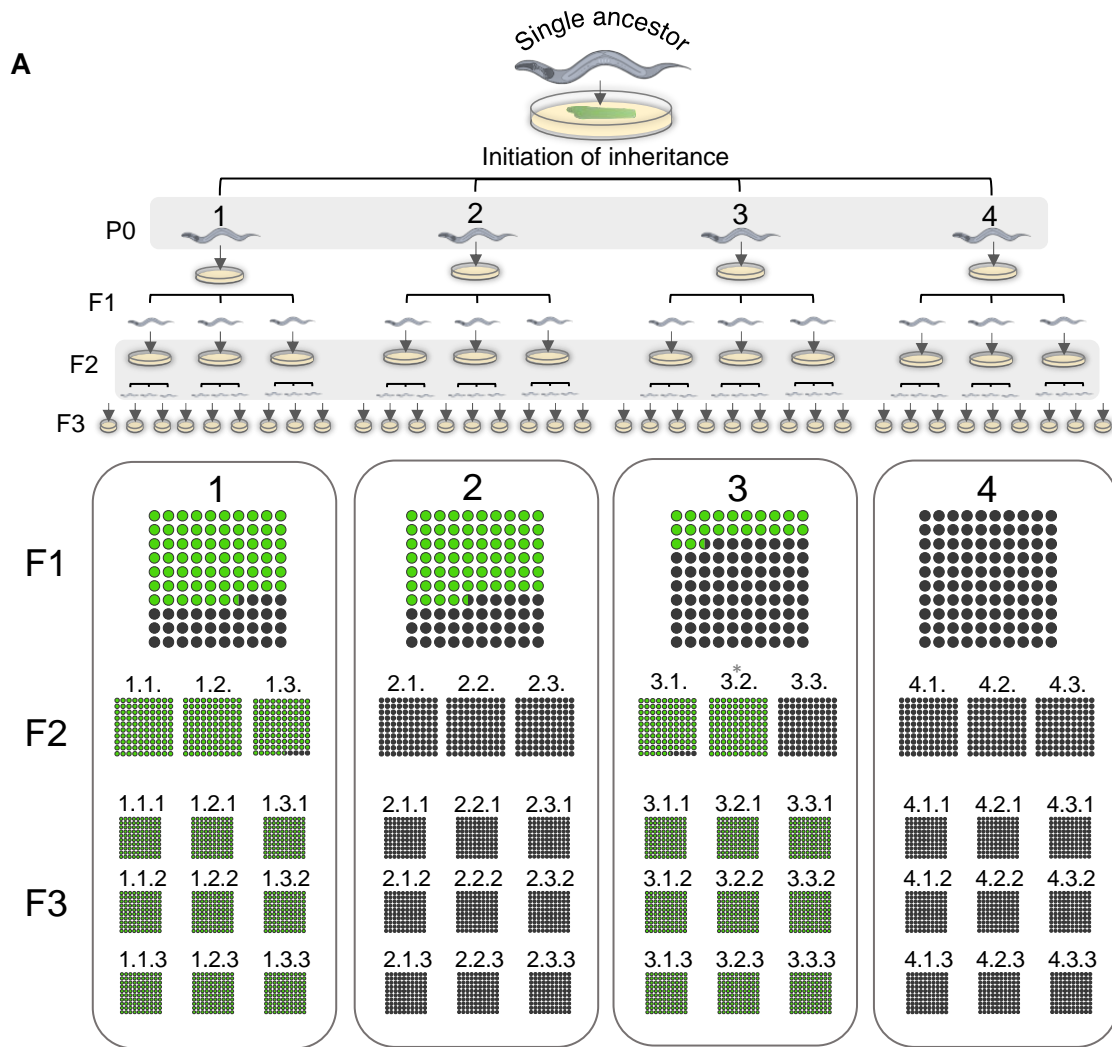 A
Single ancestor
Initiation of inheritance
P0
1 2 3 4
F1
F2
F3
1 2 3 4
F1
*
1.1. 1.2. 1.3. 2.1. 2.2. 2.3. 3.1. 3.2. 3.3. 4.1. 4.2. 4.3.
F2
1.1.1 1.2.1 1.3.1 2.1.1 2.2.1 2.3.1 3.1.1 3.2.1 3.3.1 4.1.1 4.2.1 4.3.1
1.1.2 1.2.2 1.3.2 2.1.2 2.2.2 2.3.2 3.1.2 3.2.2 3.3.2 4.1.2 4.2.2 4.3.2
F3
1.1.3 1.2.3 1.3.3 2.1.3 2.2.3 2.3.3 3.1.3 3.2.3 3.3.3 4.1.3 4.2.3 4.3.3